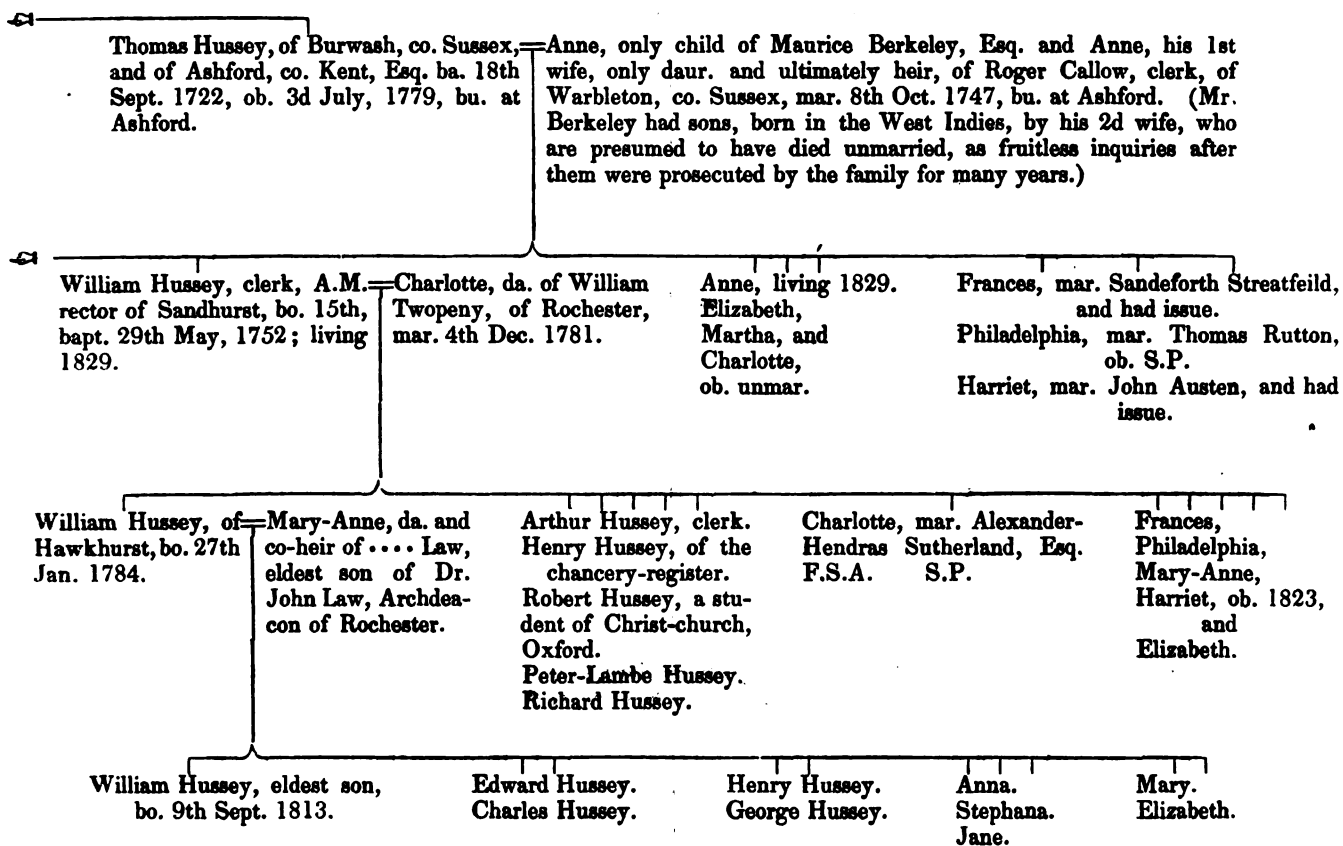 Thomas Hussey, of Burwash, co. Sussex,
and of Ashford, co. Kent, Esq. ba. 18th
Sept. 1722, ob. 3d July, 1779, bu. at
Ashford.
Anne, only child of Maurice Berkeley, Esq. and Anne, his 1st
wife, only daur. and ultimately heir, of Roger Callow, clerk, of
Warbleton, co. Sussex, mar. 8th Oct. 1747, bu. at Ashford. (Mr.
Berkeley had sons, born in the West Indies, by his 2d wife, who
are presumed to have died unmarried, as fruitless inquiries after
them were prosecuted by the family for many years.)
William Hussey, clerk, A.M.
rector of Sandhurst, bo. 15th,
bapt. 29th May, 1752; living
1829.
Charlotte, da. of William
Twopeny, of Rochester,
mar. 4th Dec. 1781.
Anne, living 1829.
Elizabeth,
Martha, and
Charlotte,
ob. unmar.
Frances, mar. Sandeforth Streatfeild,
and had issue.
Philadelphia, mar. Thomas Rutton,
ob. S.P.
Harriet, mar. John Austen, and had
issue.
William Hussey, of
Hawkhurst, bo. 27th
Jan. 1784.
Mary-Anne, da. and
co-heir of .... Law,
eldest son of Dr.
John Law, Archdea-
con of Rochester.
Arthur Hussey, clerk.
Henry Hussey, of the
chancery-register.
Robert Hussey, a stu-
dent of Christ-church,
Oxford.
Peter-Lambe Hussey.
Richard Hussey.
Charlotte, mar. Alexander-
Hendras Sutherland, Esq.
F.S.A. S.P.
Frances,
Philadelphia,
Mary-Anne,
Harriet, ob. 1823,
and
Elizabeth.
William Hussey, eldest son,
bo. 9th Sept. 1813.
Edward Hussey.
Charles Hussey.
Henry Hussey.
George Hussey.
Anna.
Stephana.
Jane.
Mary.
Elizabeth.